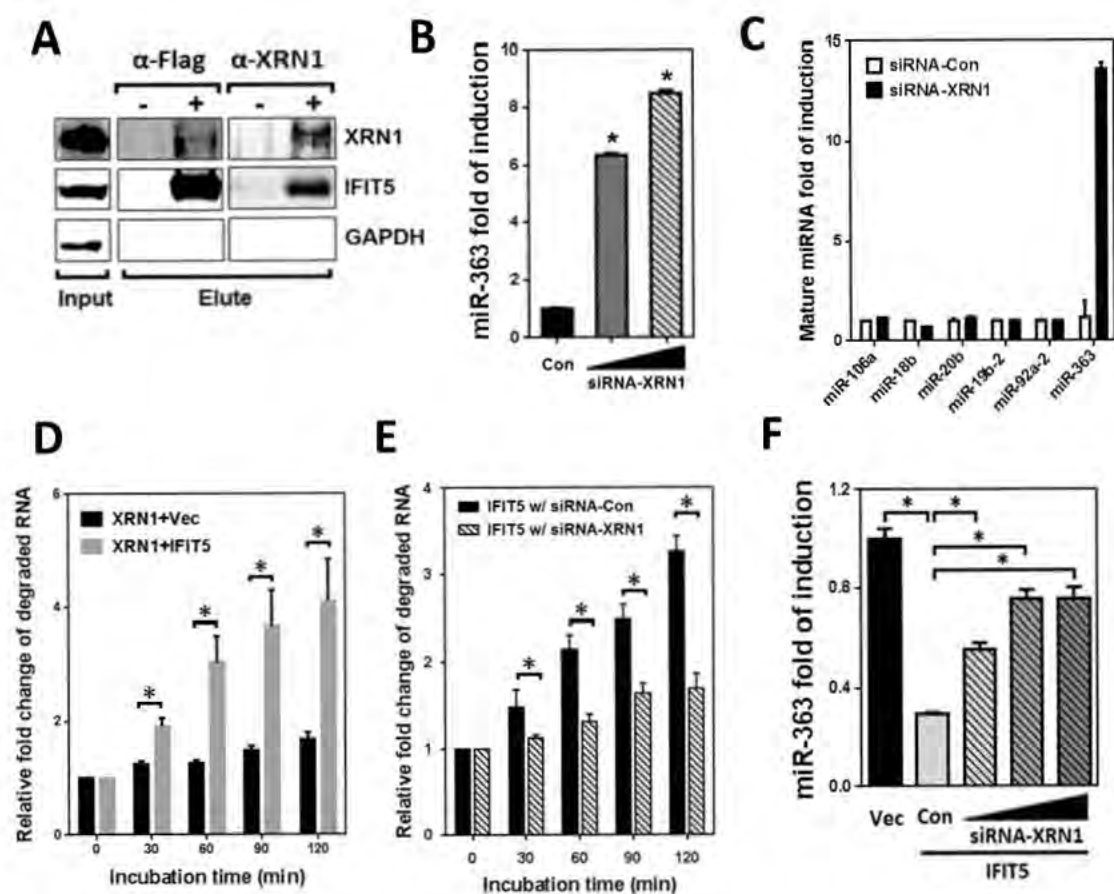 A
α-Flag α-XRN1
- + - +
XRN1
IFIT5
GAPDH
Input Elute
B
miR-363 fold of induction
10
8
6
4
2
0
* *
Con
siRNA-XRN1
C
Mature miRNA fold of induction
15
10
5
0
siRNA-Con
siRNA-XRN1
miR-106a
miR-18b
miR-20b
miR-19b-2
miR-92a-2
miR-363
D
Relative fold change of degraded RNA
6
4
2
0
XRN1+Vec
XRN1+IFIT5
* * * *
0 30 60 90 120
Incubation time (min)
E
Relative fold change of degraded RNA
4
3
2
1
0
IFIT5 w/ siRNA-Con
IFIT5 w/ siRNA-XRN1
* * * *
0 30 60 90 120
Incubation time (min)
F
miR-363 fold of induction
1.2
0.8
0.4
0.0
* *
*
*
Vec Con
siRNA-XRN1
IFIT5